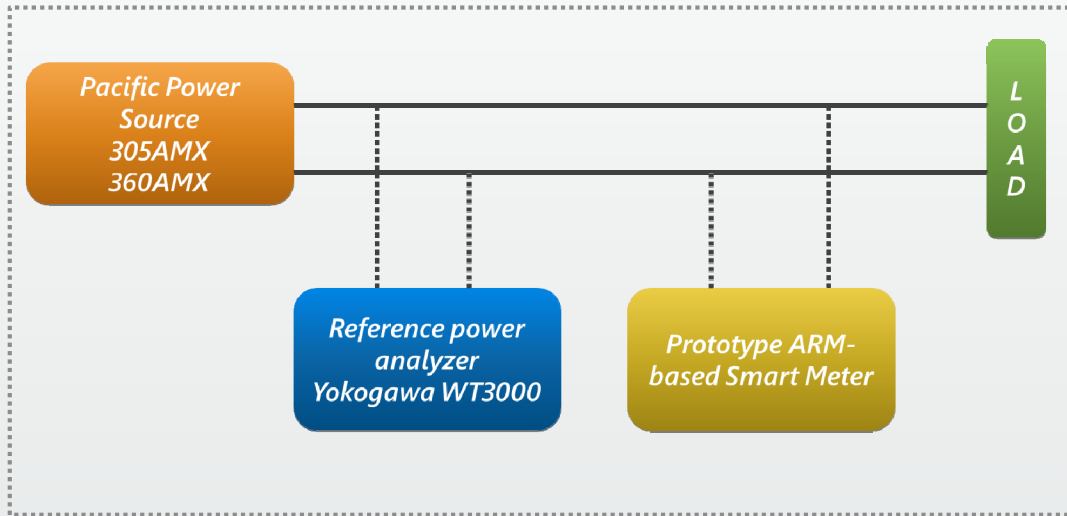 Pacific Power
Source
305AMX
360AMX
L
O
A
D
Reference power
analyzer
Yokogawa WT3000
Prototype ARM-
based Smart Meter